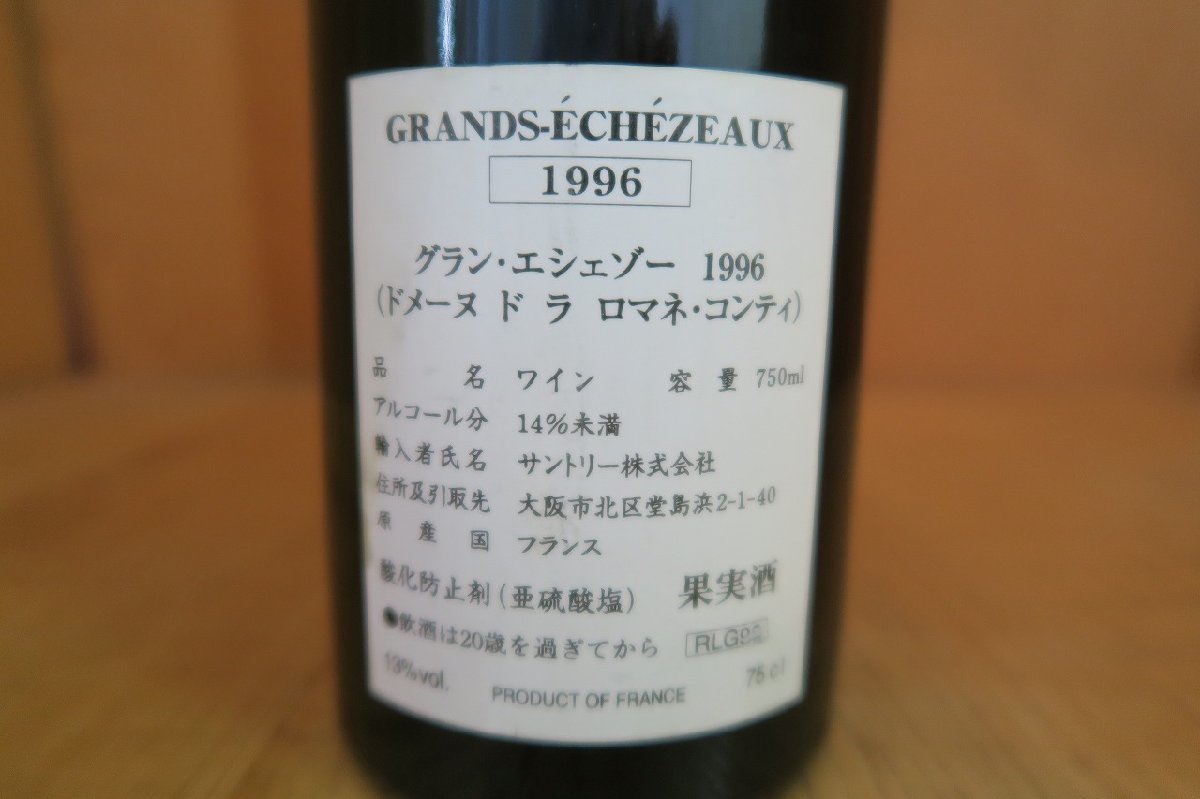 GRANDS-ÉCHÉZEAUX
1996
グラン・エシェゾー 1996
(ドメーヌ ド ラ ロマネ・コンティ)
品名 ワイン 容量 750ml
アルコール分 14%未満
輸入者氏名 サントリー株式会社
住所及引取先 大阪市北区堂島浜2-1-40
原産国 フランス
酸化防止剤(亜硫酸塩) 果実酒
●飲酒は20歳を過ぎてから
13%vol. PRODUCT OF FRANCE 75cl